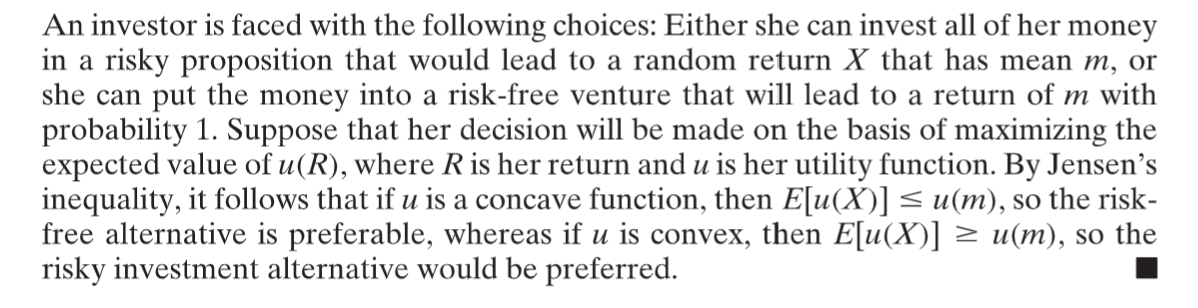 An investor is faced with the following choices: Either she can invest all of her money
in a risky proposition that would lead to a random return X that has mean m, or
she can put the money into a risk-free venture that will lead to a return of m with
probability 1. Suppose that her decision will be made on the basis of maximizing the
expected value of u(R), where R is her return and u is her utility function. By Jensen’s
inequality, it follows that if u is a concave function, then E[u(X)] ≤ u(m), so the risk-
free alternative is preferable, whereas if u is convex, then E[u(X)] ≥ u(m), so the
risky investment alternative would be preferred. ■